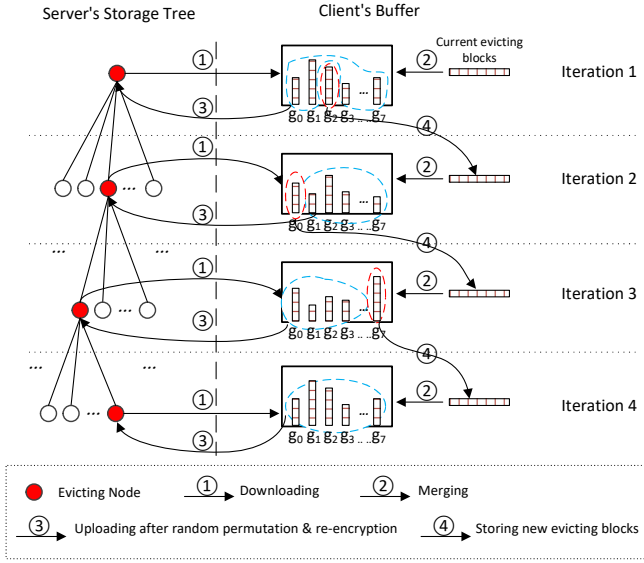 Server's Storage Tree
Client's Buffer
① ② Current evicting blocks Iteration 1
③ g0 g1 g2 g3 ... g7 ④
...
① ② Iteration 2
③ g0 g1 g2 g3 ... g7 ④
...
...
...
① ② Iteration 3
③ g0 g1 g2 g3 ... g7 ④
...
...
...
① ② Iteration 4
③ g0 g1 g2 g3 ... g7
...
Evicting Node ① Downloading ② Merging
③ Uploading after random permutation & re-encryption ④ Storing new evicting blocks